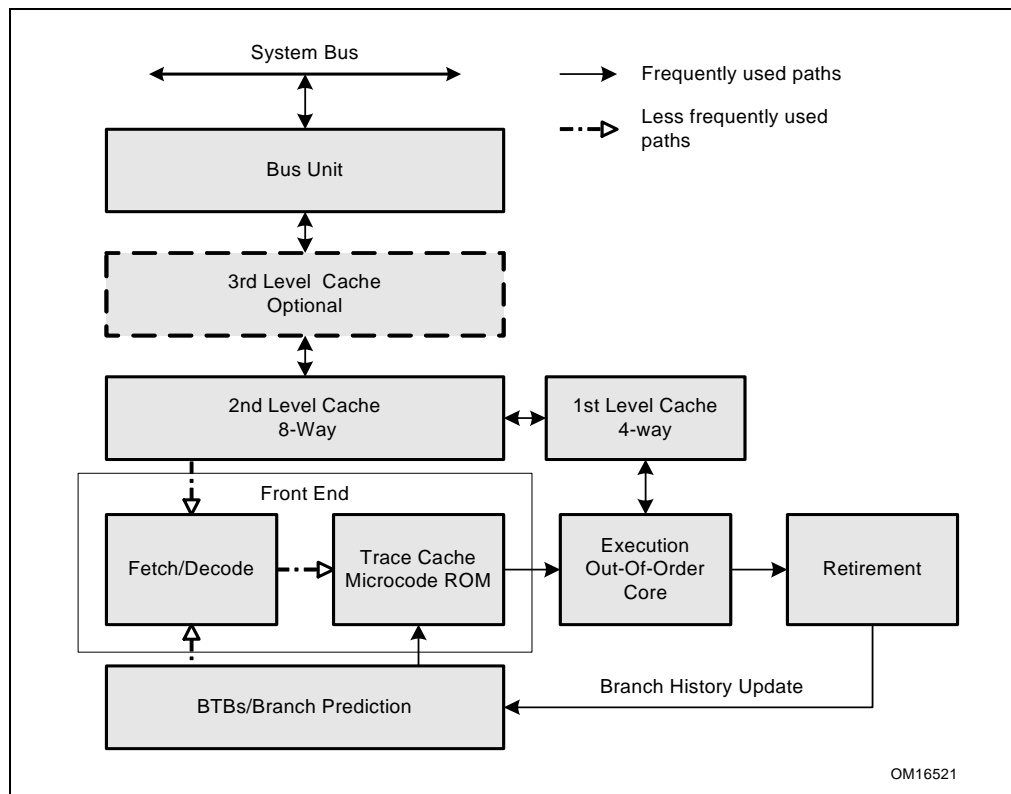 System Bus
Frequently used paths
Less frequently used
paths
Bus Unit
3rd Level Cache
Optional
2nd Level Cache
8-Way
1st Level Cache
4-way
Front End
Fetch/Decode
Trace Cache
Microcode ROM
Execution
Out-Of-Order
Core
Retirement
BTBs/Branch Prediction
Branch History Update
OM16521